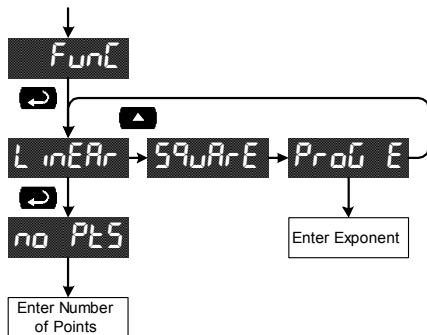 FunC
LinEAr SquArE ProG E
no PtS
Enter Exponent
Enter Number
of Points